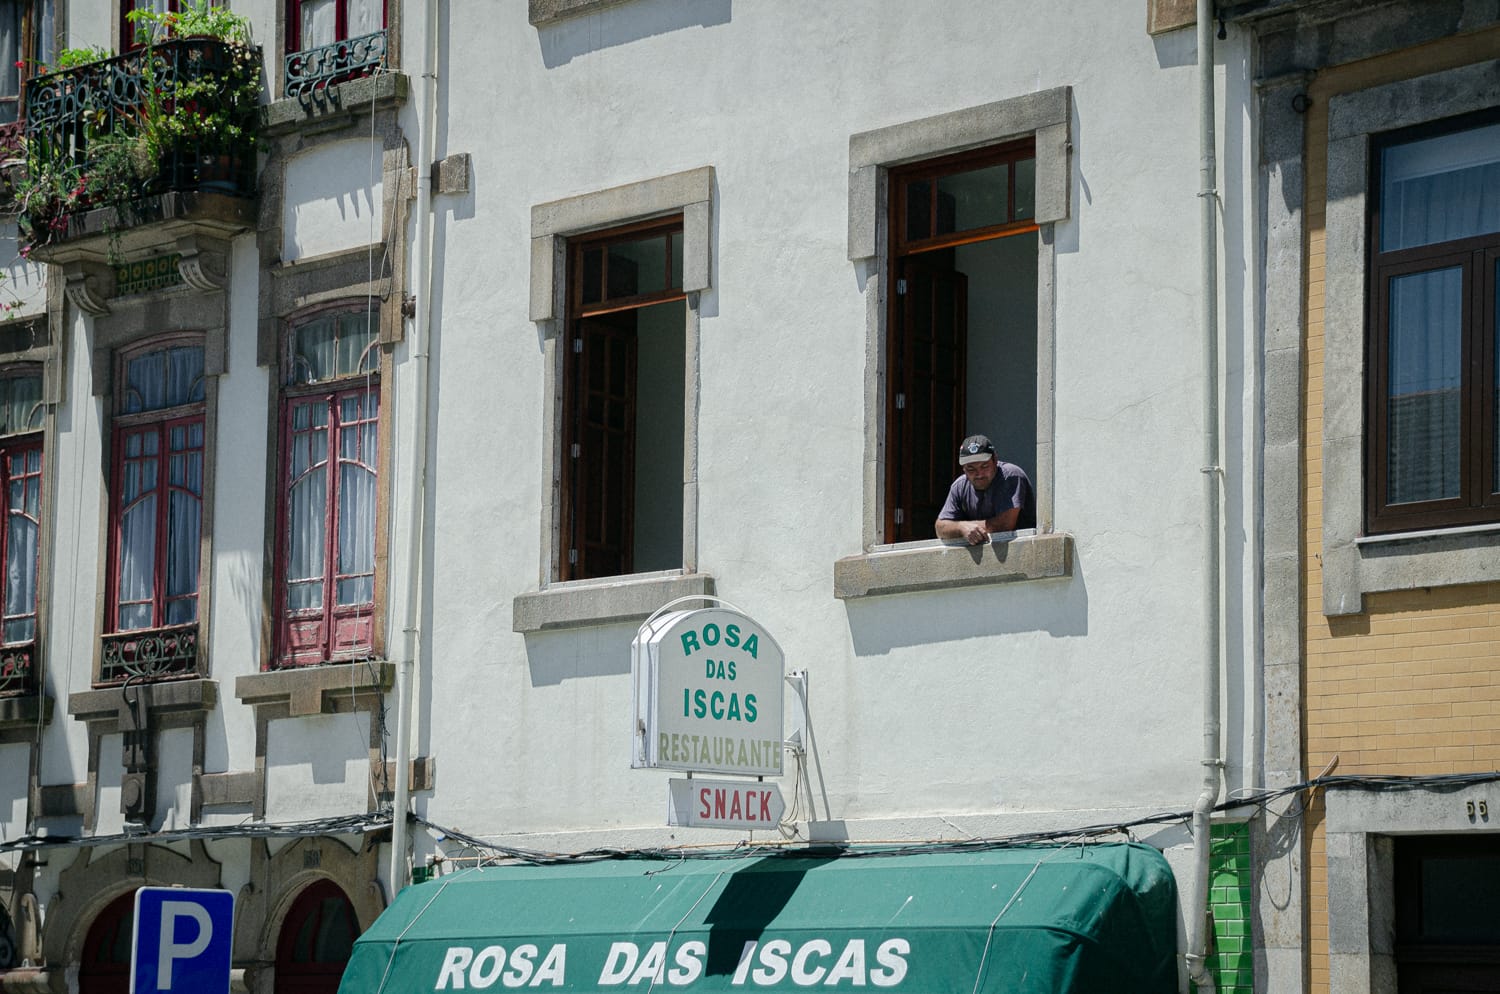 ROSA
DAS
ISCAS
RESTAURANTE
SNACK
ROSA DAS ISCAS
P